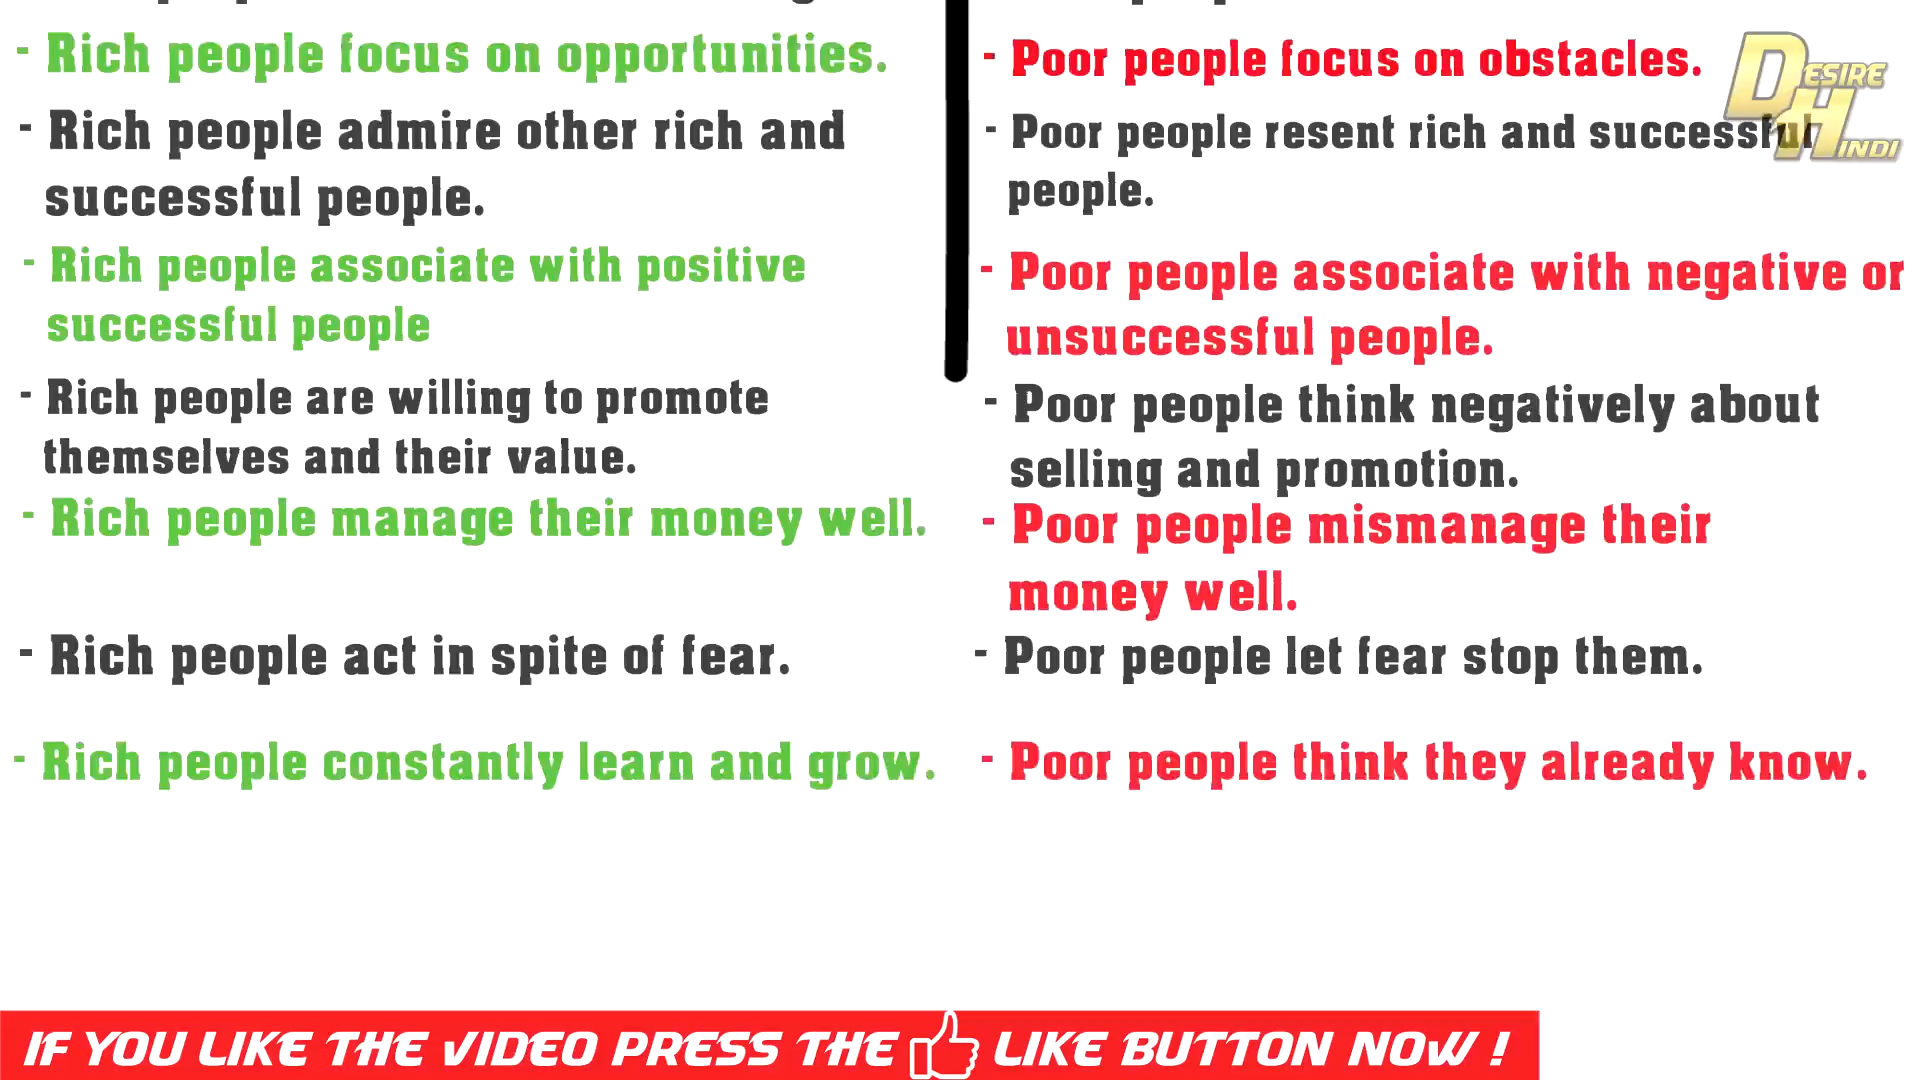 - Rich people focus on opportunities.
- Rich people admire other rich and
successful people.
- Rich people associate with positive
successful people
- Rich people are willing to promote
themselves and their value.
- Rich people manage their money well.
- Rich people act in spite of fear.
- Rich people constantly learn and grow.
- Poor people focus on obstacles.
- Poor people resent rich and successful
people.
- Poor people associate with negative or
unsuccessful people.
- Poor people think negatively about
selling and promotion.
- Poor people mismanage their
money well.
- Poor people let fear stop them.
- Poor people think they already know.
DESIRE
HINDI
IF YOU LIKE THE VIDEO PRESS THE LIKE BUTTON NOW !